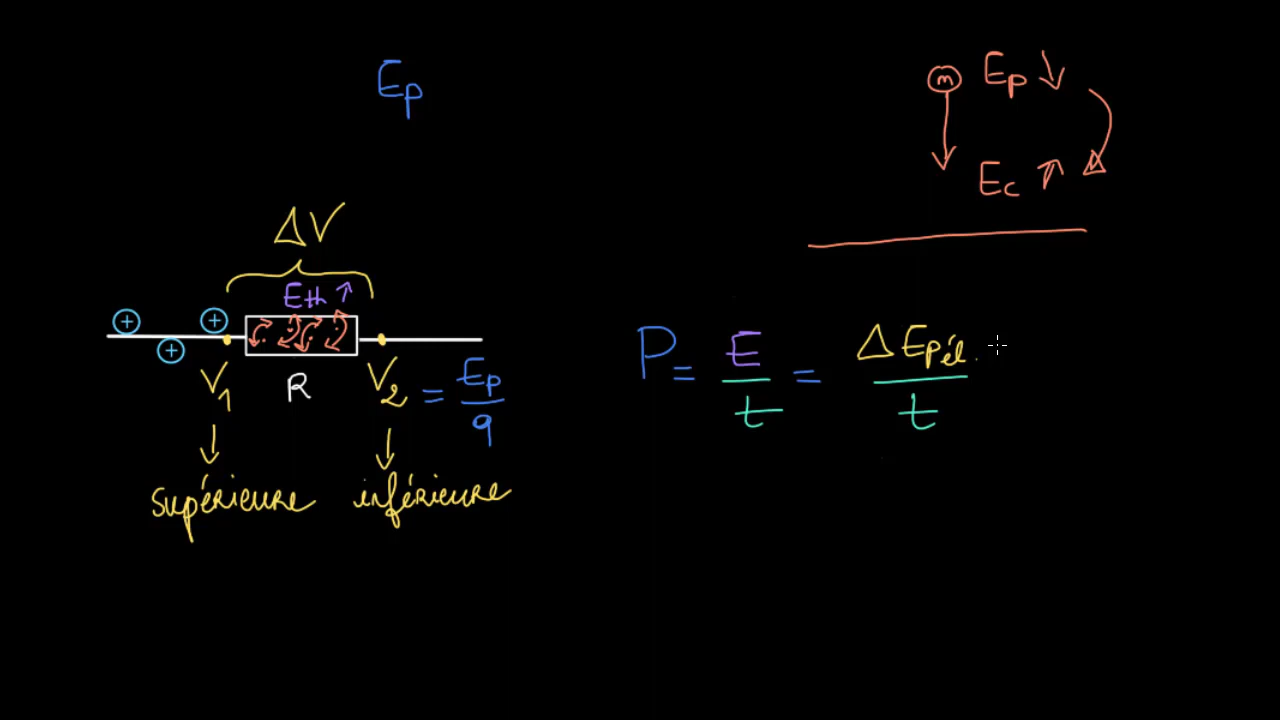 Ep
m Ep ↘
Ec ↑
ΔV
Eth ↑
+ + +
V1 R V2 = Ep/q
supérieure inférieure
P = E/t = ΔEpél./t